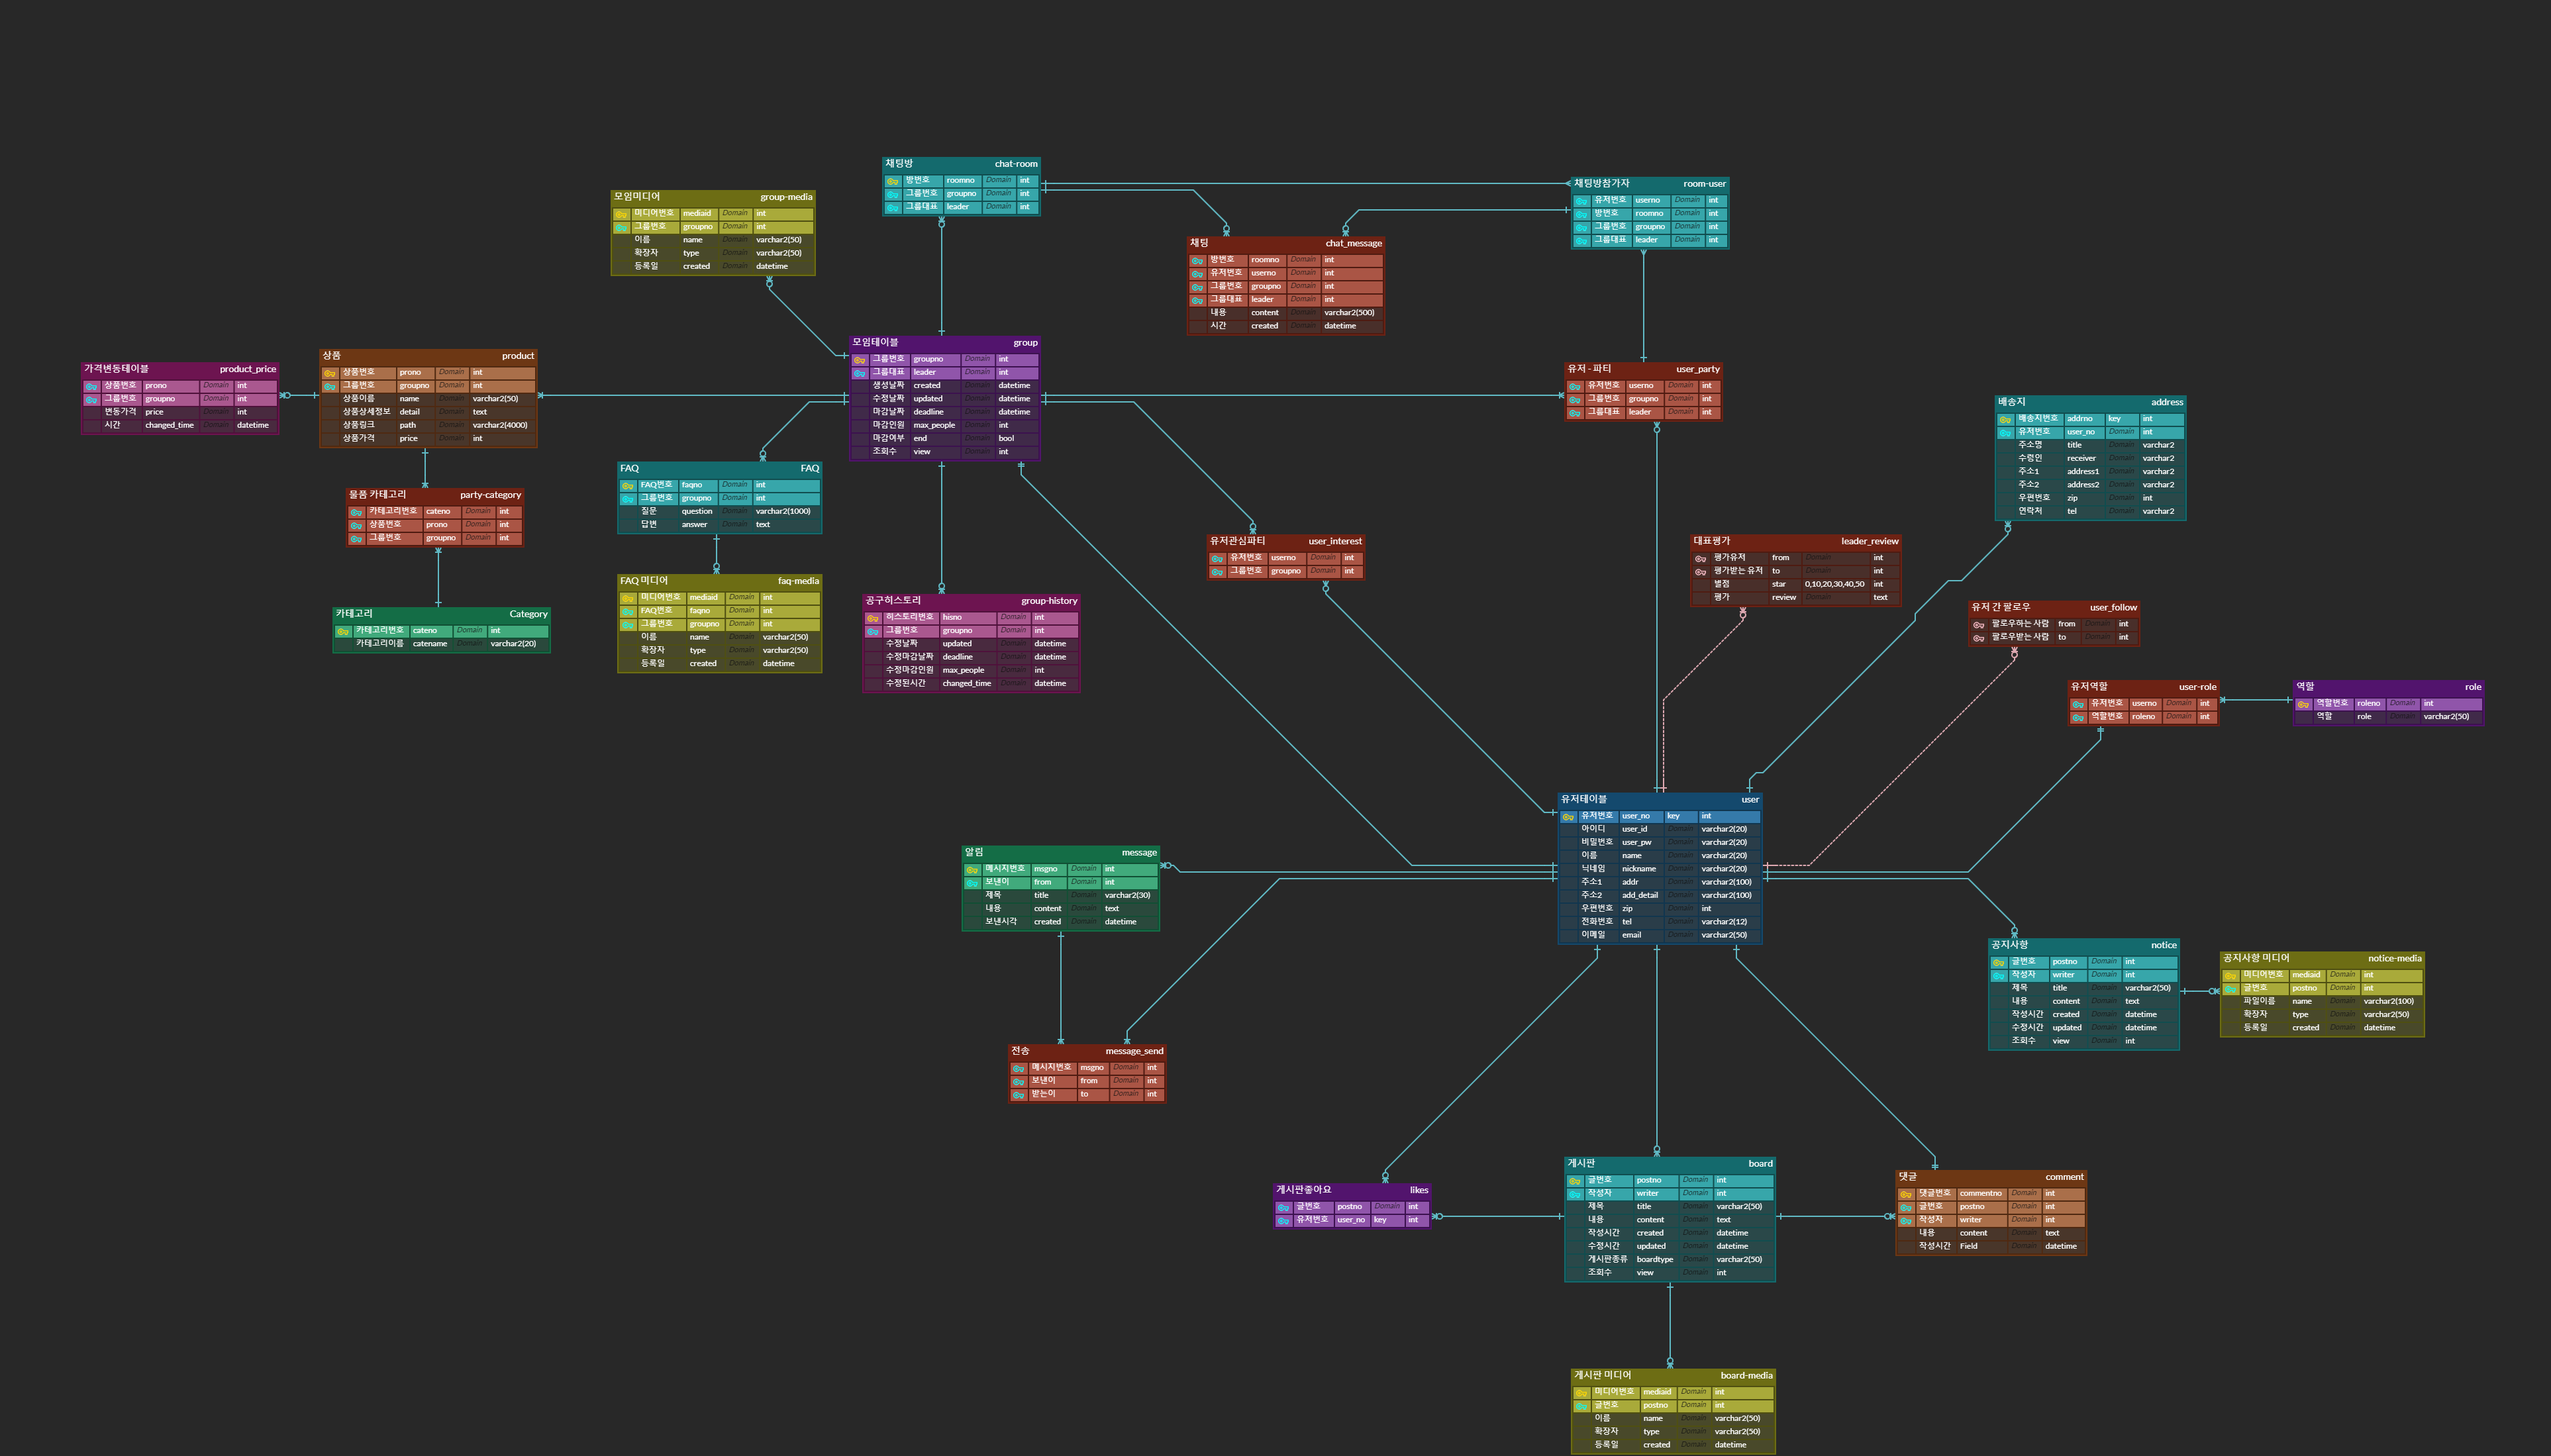 채팅방 chat-room
방번호 roomno Domain int
그룹번호 groupno Domain int
그룹대표 leader Domain int
채팅방참가자 room-user
유저번호 userno Domain int
방번호 roomno Domain int
그룹번호 groupno Domain int
그룹대표 leader Domain int
모임미디어 group-media
미디어번호 mediaid Domain int
그룹번호 groupno Domain int
이름 name Domain varchar2(50)
확장자 type Domain varchar2(50)
등록일 created Domain datetime
채팅 chat_message
방번호 roomno Domain int
유저번호 userno Domain int
그룹번호 groupno Domain int
그룹대표 leader Domain int
내용 content Domain varchar2(500)
시간 created Domain datetime
모임테이블 group
그룹번호 groupno Domain int
그룹대표 leader Domain int
생성날짜 created Domain datetime
수정날짜 updated Domain datetime
마감날짜 deadline Domain datetime
마감인원 max_people Domain int
마감여부 end Domain bool
조회수 view Domain int
상품 product
상품번호 prono Domain int
그룹번호 groupno Domain int
상품이름 name Domain varchar2(50)
상품상세정보 detail Domain text
상품링크 path Domain varchar2(4000)
상품가격 price Domain int
가격변동테이블 product_price
상품번호 prono Domain int
그룹번호 groupno Domain int
변동가격 price Domain int
시간 changed_time Domain datetime
유저 - 파티 user_party
유저번호 userno Domain int
그룹번호 groupno Domain int
그룹대표 leader Domain int
배송지 address
배송지번호 addrno key int
유저번호 user_no Domain int
주소명 title Domain varchar2
수령인 receiver Domain varchar2
주소1 address1 Domain varchar2
주소2 address2 Domain varchar2
우편번호 zip Domain int
연락처 tel Domain varchar2
FAQ FAQ
FAQ번호 faqno Domain int
그룹번호 groupno Domain int
질문 question Domain varchar2(1000)
답변 answer Domain text
물품 카테고리 party-category
카테고리번호 cateno Domain int
상품번호 prono Domain int
그룹번호 groupno Domain int
유저관심파티 user_interest
유저번호 userno Domain int
그룹번호 groupno Domain int
대표평가 leader_review
평가유저 from Domain int
평가받는 유저 to Domain int
별점 star 0,10,20,30,40,50 int
평가 review Domain text
FAQ 미디어 faq-media
미디어번호 mediaid Domain int
FAQ번호 faqno Domain int
그룹번호 groupno Domain int
이름 name Domain varchar2(50)
확장자 type Domain varchar2(50)
등록일 created Domain datetime
공구히스토리 group-history
히스토리번호 hisno Domain int
그룹번호 groupno Domain int
수정날짜 updated Domain datetime
수정마감날짜 deadline Domain datetime
수정마감인원 max_people Domain int
수정된시간 changed_time Domain datetime
카테고리 Category
카테고리번호 cateno Domain int
카테고리이름 catename Domain varchar2(20)
유저 간 팔로우 user_follow
팔로우하는 사람 from Domain int
팔로우받는 사람 to Domain int
유저역할 user-role
유저번호 userno Domain int
역할번호 roleno Domain int
역할 role
역할번호 roleno Domain int
역할 role Domain varchar2(50)
유저테이블 user
유저번호 user_no key int
아이디 user_id Domain varchar2(20)
비밀번호 user_pw Domain varchar2(20)
이름 name Domain varchar2(20)
닉네임 nickname Domain varchar2(20)
주소1 addr Domain varchar2(100)
주소2 add_detail Domain varchar2(100)
우편번호 zip Domain int
전화번호 tel Domain varchar2(12)
이메일 email Domain varchar2(50)
알림 message
메시지번호 msgno Domain int
보낸이 from Domain int
제목 title Domain varchar2(30)
내용 content Domain text
보낸시각 created Domain datetime
공지사항 notice
글번호 postno Domain int
작성자 writer Domain int
제목 title Domain varchar2(50)
내용 content Domain text
작성시간 created Domain datetime
수정시간 updated Domain datetime
조회수 view Domain int
공지사항 미디어 notice-media
미디어번호 mediaid Domain int
글번호 postno Domain int
파일이름 name Domain varchar2(100)
확장자 type Domain varchar2(50)
등록일 created Domain datetime
전송 message_send
메시지번호 msgno Domain int
보낸이 from Domain int
받는이 to Domain int
게시판좋아요 likes
글번호 postno Domain int
유저번호 user_no key int
게시판 board
글번호 postno Domain int
작성자 writer Domain int
제목 title Domain varchar2(50)
내용 content Domain text
작성시간 created Domain datetime
수정시간 updated Domain datetime
게시판종류 boardtype Domain varchar2(50)
조회수 view Domain int
댓글 comment
댓글번호 commentno Domain int
글번호 postno Domain int
작성자 writer Domain int
내용 content Domain text
작성시간 Field Domain datetime
게시판 미디어 board-media
미디어번호 mediaid Domain int
글번호 postno Domain int
이름 name Domain varchar2(50)
확장자 type Domain varchar2(50)
등록일 created Domain datetime